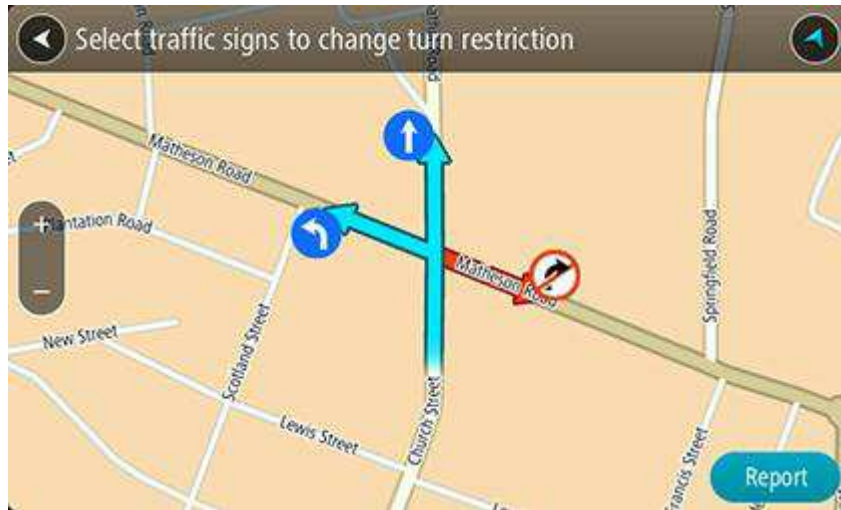 Select traffic signs to change turn restriction
Matheson Road
Plantation Road
Matheson Road
Springfield Road
New Street
Scotland Street
Lewis Street
Church Street
Francis Street
Report